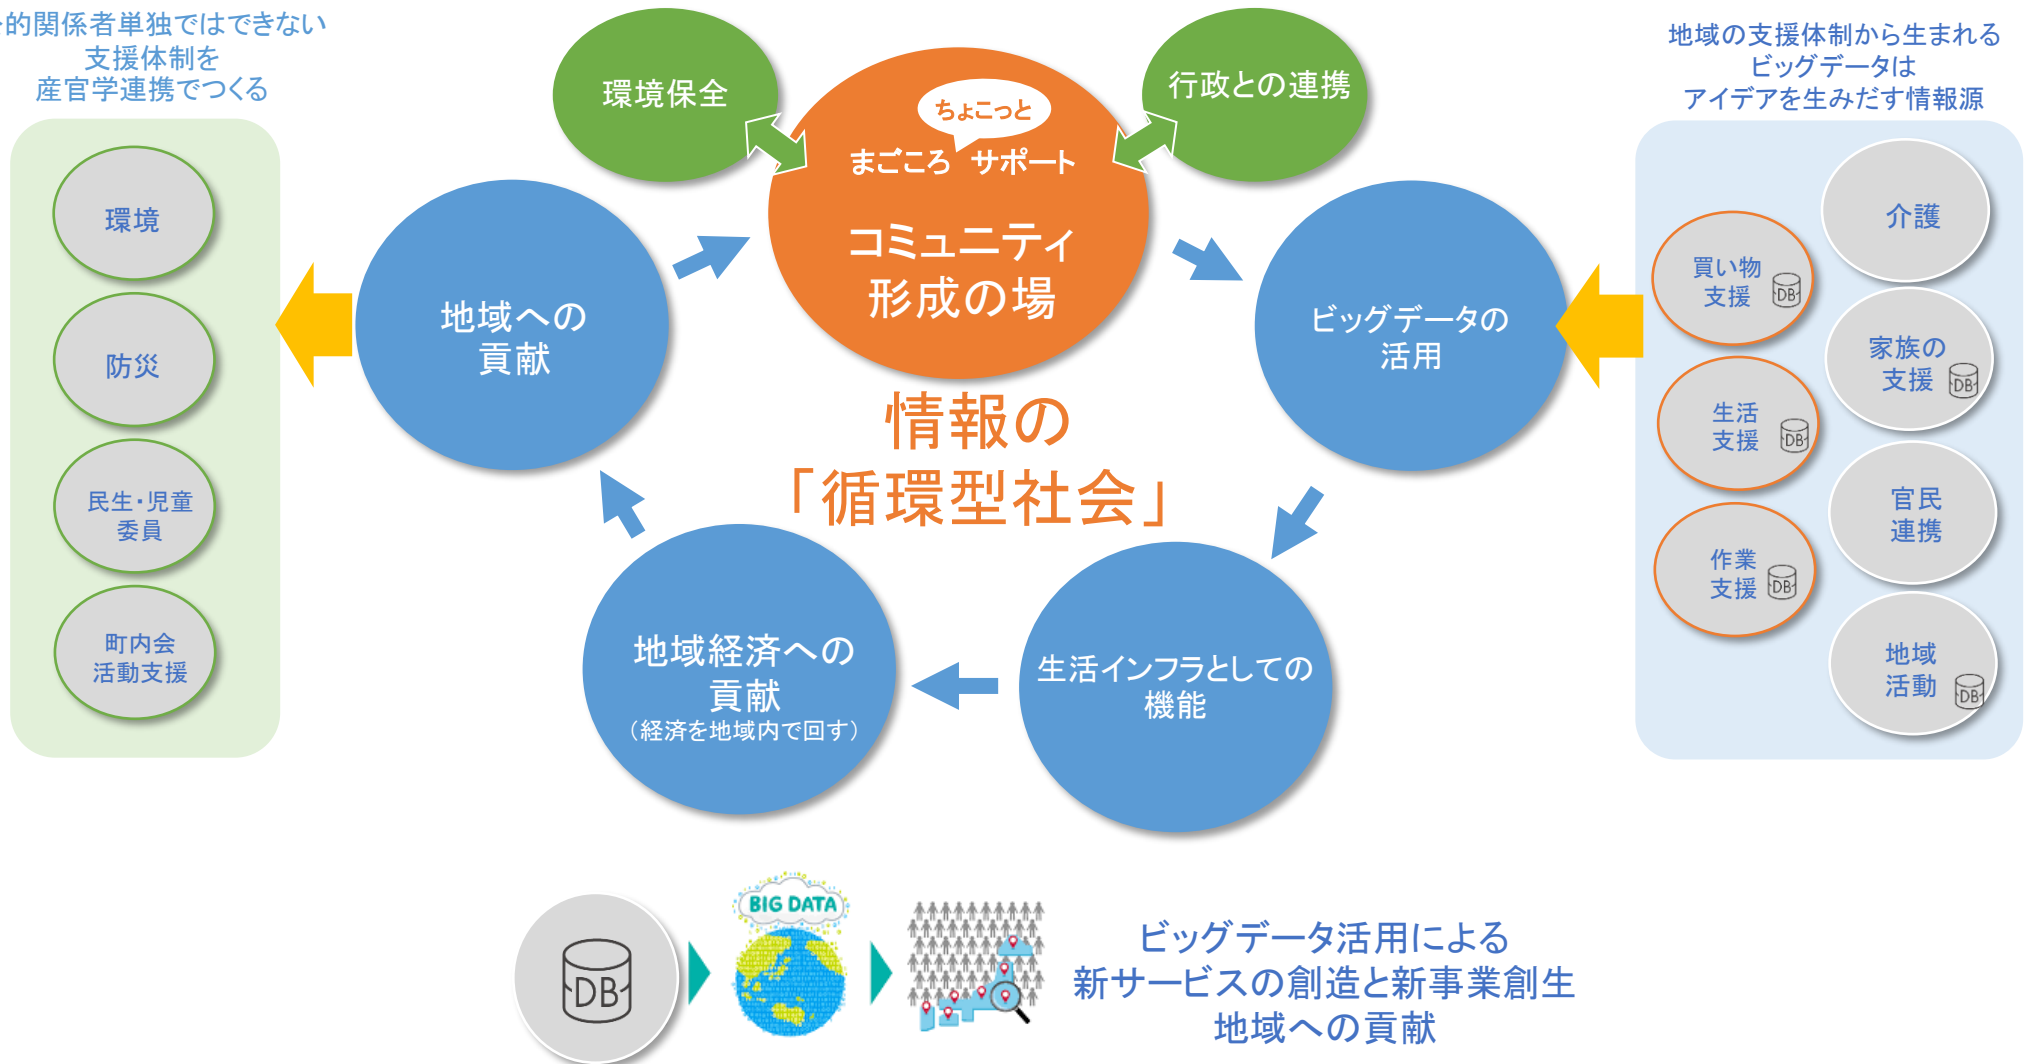 的関係者単独ではできない
支援体制を
産官学連携でつくる
環境
防災
民生・児童
委員
町内会
活動支援
環境保全
行政との連携
ちょこっと
まごころ サポート
コミュニティ
形成の場
地域への
貢献
ビッグデータの
活用
情報の
「循環型社会」
地域経済への
貢献
(経済を地域内で回す)
生活インフラとしての
機能
地域の支援体制から生まれる
ビッグデータは
アイデアを生みだす情報源
介護
買い物
支援
DB
家族の
支援
DB
生活
支援
DB
官民
連携
作業
支援
DB
地域
活動
DB
DB
BIG DATA
ビッグデータ活用による
新サービスの創造と新事業創生
地域への貢献